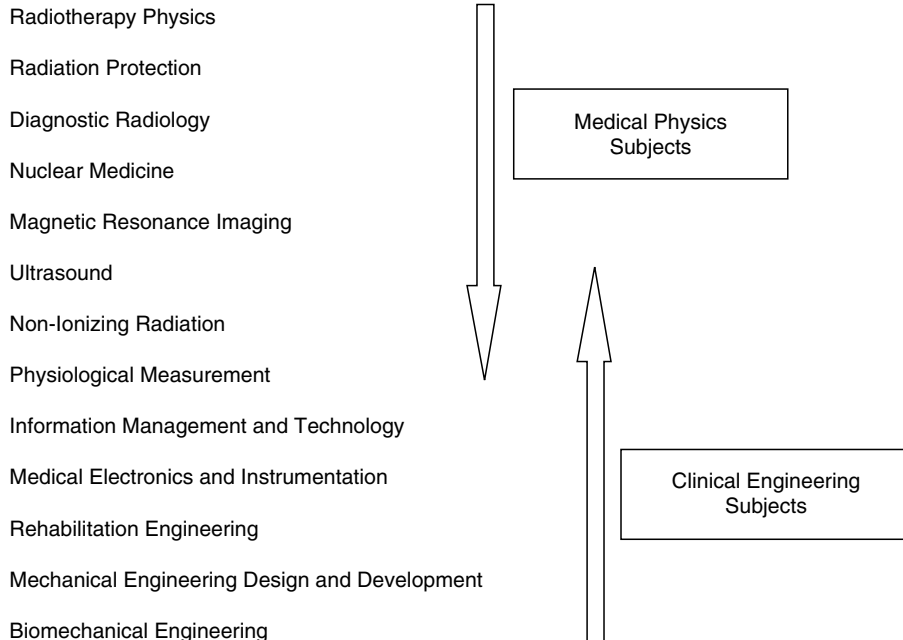 Radiotherapy Physics
Radiation Protection
Diagnostic Radiology
Nuclear Medicine
Magnetic Resonance Imaging
Ultrasound
Non-Ionizing Radiation
Physiological Measurement
Information Management and Technology
Medical Electronics and Instrumentation
Rehabilitation Engineering
Mechanical Engineering Design and Development
Biomechanical Engineering
Medical Physics
Subjects
Clinical Engineering
Subjects